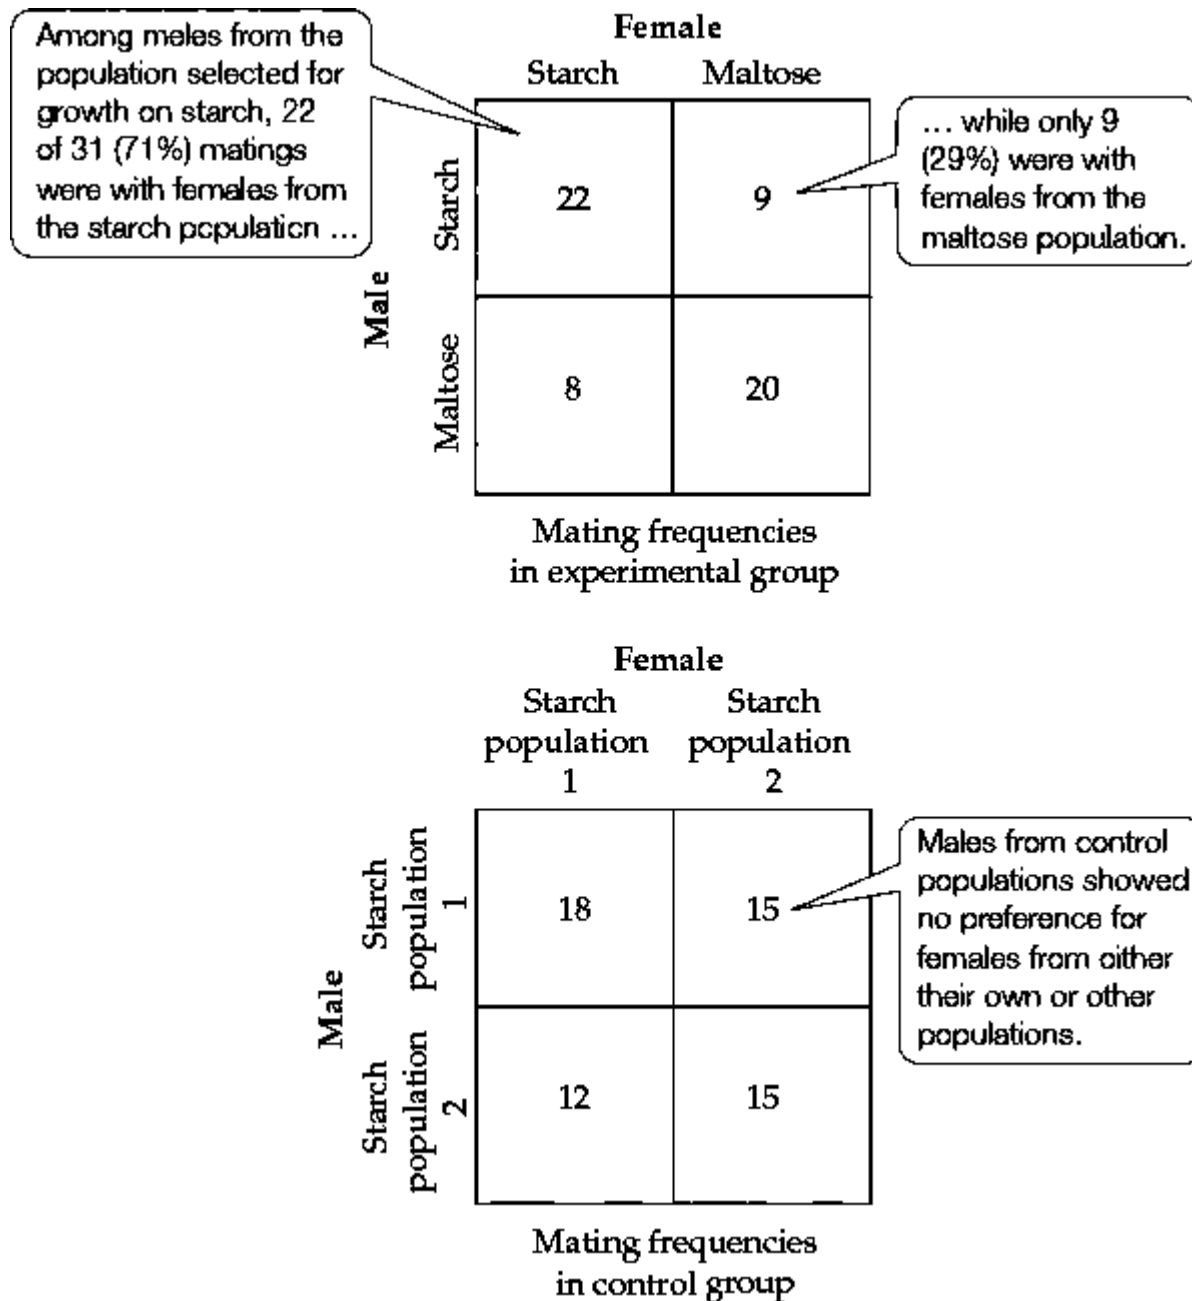 Among meles from the
population selected for
growth on starch, 22
of 31 (71%) matings
were with females from
the starch pcpulaticn ...
Female
Starch Maltose
... while only 9
(29%) were with
females from the
maltose population.
Male
Starch
22 9
Maltose
8 20
Mating frequencies
in experimental group
Female
Starch
population
1
Starch
population
2
Male
Starch
population
1
18 15
Males from control
populations showed
no preference for
females from either
their own or other
populations.
Starch
population
2
12 15
Mating frequencies
in control group